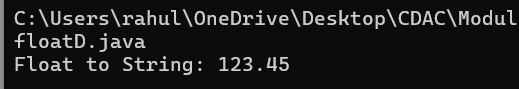 C:\Users\rahul\OneDrive\Desktop\CDAC\Modul
floatD.java
Float to String: 123.45